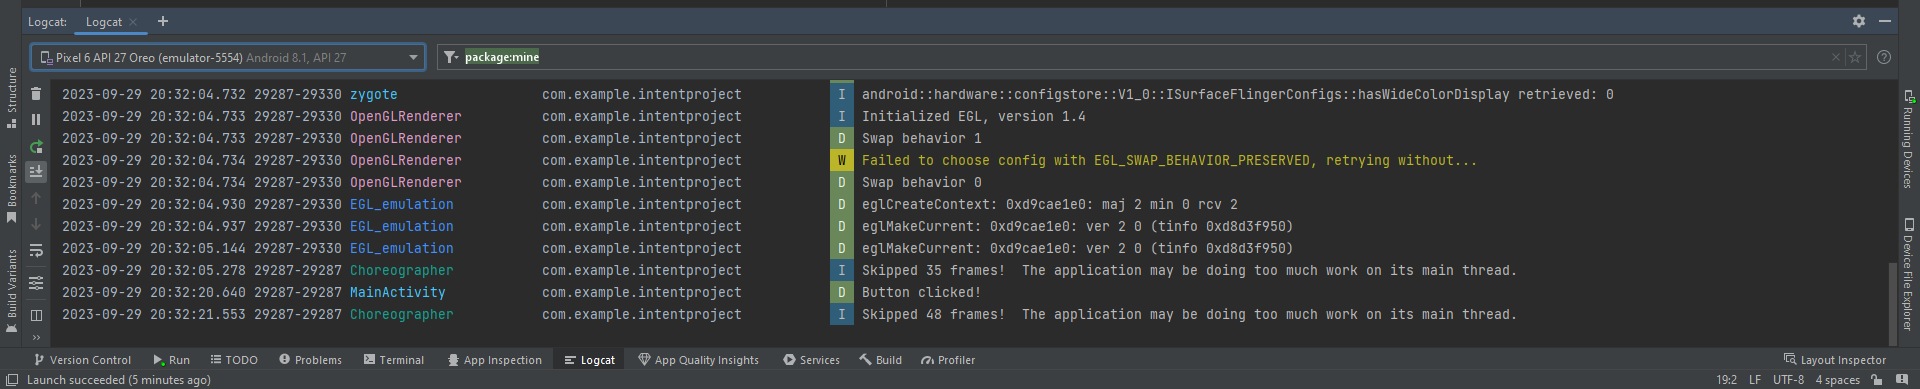 Logcat: Logcat
Pixel 6 API 27 Oreo (emulator-5554) Android 8.1, API 27 package:mine
2023-09-29 20:32:04.732 29287-29330 zygote com.example.intentproject I android::hardware::configstore::V1_0::ISurfaceFlingerConfigs::hasWideColorDisplay retrieved: 0
2023-09-29 20:32:04.733 29287-29330 OpenGLRenderer com.example.intentproject I Initialized EGL, version 1.4
2023-09-29 20:32:04.733 29287-29330 OpenGLRenderer com.example.intentproject D Swap behavior 1
2023-09-29 20:32:04.734 29287-29330 OpenGLRenderer com.example.intentproject W Failed to choose config with EGL_SWAP_BEHAVIOR_PRESERVED, retrying without...
2023-09-29 20:32:04.734 29287-29330 OpenGLRenderer com.example.intentproject D Swap behavior 0
2023-09-29 20:32:04.930 29287-29330 EGL_emulation com.example.intentproject D eglCreateContext: 0xd9cae1e0: maj 2 min 0 rcv 2
2023-09-29 20:32:04.937 29287-29330 EGL_emulation com.example.intentproject D eglMakeCurrent: 0xd9cae1e0: ver 2 0 (tinfo 0xd8d3f950)
2023-09-29 20:32:05.144 29287-29330 EGL_emulation com.example.intentproject D eglMakeCurrent: 0xd9cae1e0: ver 2 0 (tinfo 0xd8d3f950)
2023-09-29 20:32:05.278 29287-29287 Choreographer com.example.intentproject I Skipped 35 frames!  The application may be doing too much work on its main thread.
2023-09-29 20:32:20.640 29287-29287 MainActivity com.example.intentproject D Button clicked!
2023-09-29 20:32:21.553 29287-29287 Choreographer com.example.intentproject I Skipped 48 frames!  The application may be doing too much work on its main thread.
Structure
Bookmarks
Build Variants
Running Devices
Device File Explorer
Version Control Run TODO Problems Terminal App Inspection Logcat App Quality Insights Services Build Profiler Layout Inspector
Launch succeeded (5 minutes ago) 19:2 LF UTF-8 4 spaces